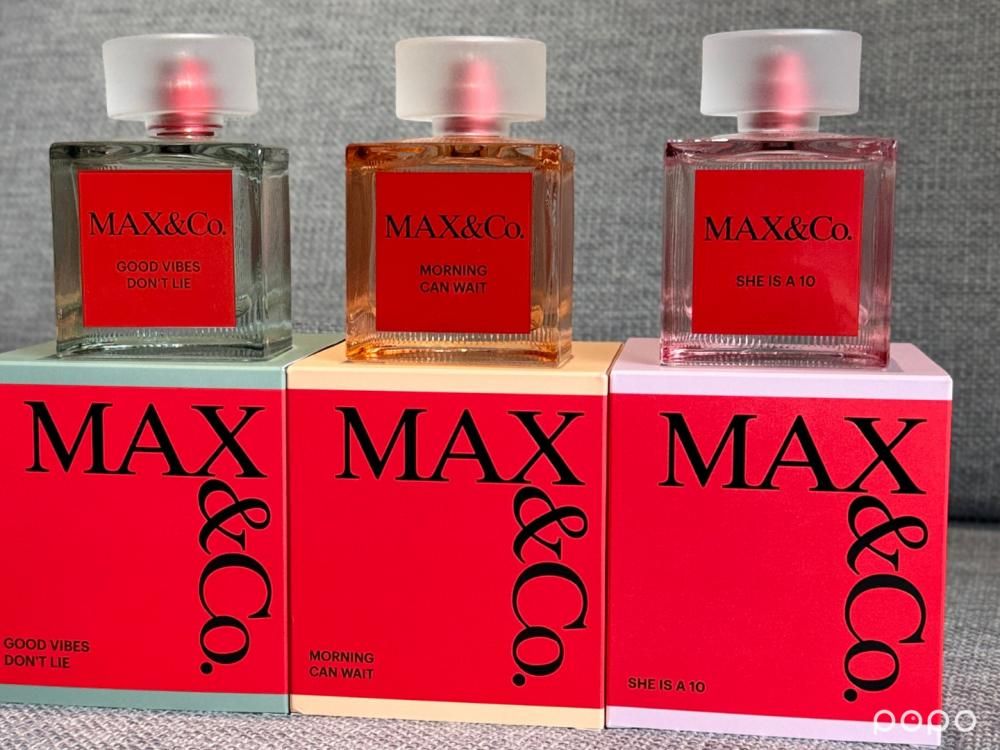 MAX&Co.
GOOD VIBES
DON'T LIE
MAX&Co.
MORNING
CAN WAIT
MAX&Co.
SHE IS A 10
MAX
&Co.
GOOD VIBES
DON'T LIE
MAX
&Co.
MORNING
CAN WAIT
MAX
&Co.
SHE IS A 10
popo